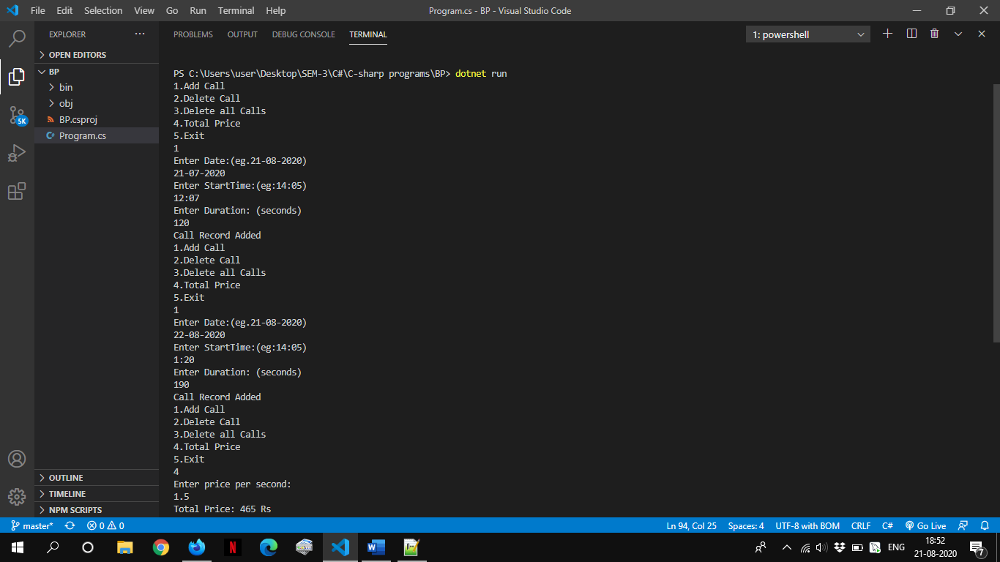 File Edit Selection View Go Run Terminal Help Program.cs - BP - Visual Studio Code
EXPLORER
OPEN EDITORS
BP
bin
obj
BP.csproj
C# Program.cs
5K
OUTLINE
TIMELINE
NPM SCRIPTS
PROBLEMS OUTPUT DEBUG CONSOLE TERMINAL 1: powershell
PS C:\Users\user\Desktop\SEM-3\C#\C-sharp programs\BP> dotnet run
1.Add Call
2.Delete Call
3.Delete all Calls
4.Total Price
5.Exit
1
Enter Date:(eg.21-08-2020)
21-07-2020
Enter StartTime:(eg:14:05)
12:07
Enter Duration: (seconds)
120
Call Record Added
1.Add Call
2.Delete Call
3.Delete all Calls
4.Total Price
5.Exit
1
Enter Date:(eg.21-08-2020)
22-08-2020
Enter StartTime:(eg:14:05)
1:20
Enter Duration: (seconds)
190
Call Record Added
1.Add Call
2.Delete Call
3.Delete all Calls
4.Total Price
5.Exit
4
Enter price per second:
1.5
Total Price: 465 Rs
master* 0 0 Ln 94, Col 25 Spaces: 4 UTF-8 with BOM CRLF C# Go Live
N W ENG 18:52
21-08-2020
7